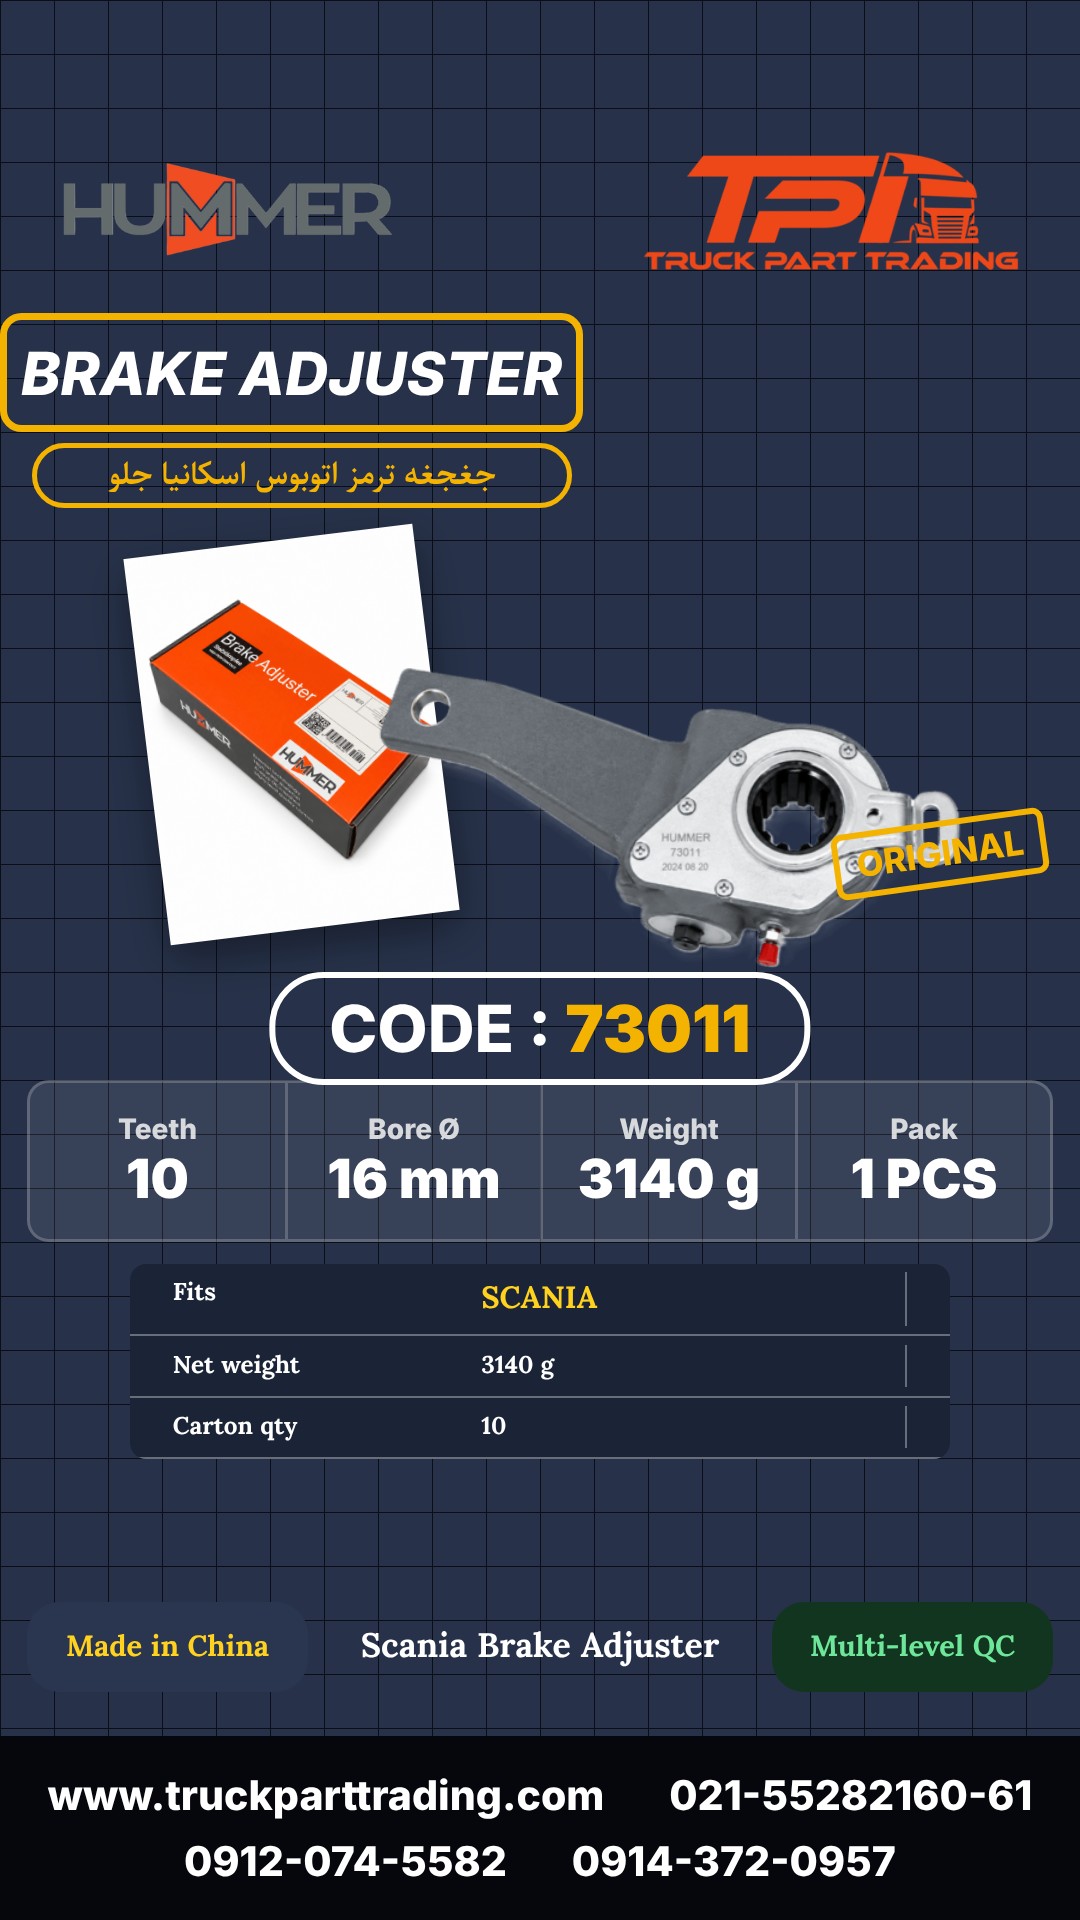 HUMMER
TPT
TRUCK PART TRADING
BRAKE ADJUSTER
جغجغه ترمز اتوبوس اسکانیا جلو
Brake Adjuster
HUMMER
HUMMER
HUMMER
73011
2024 08 20
ORIGINAL
CODE : 73011
Teeth
10
Bore Ø
16 mm
Weight
3140 g
Pack
1 PCS
Fits SCANIA
Net weight 3140 g
Carton qty 10
Made in China
Scania Brake Adjuster
Multi-level QC
www.truckparttrading.com 021-55282160-61
0912-074-5582 0914-372-0957